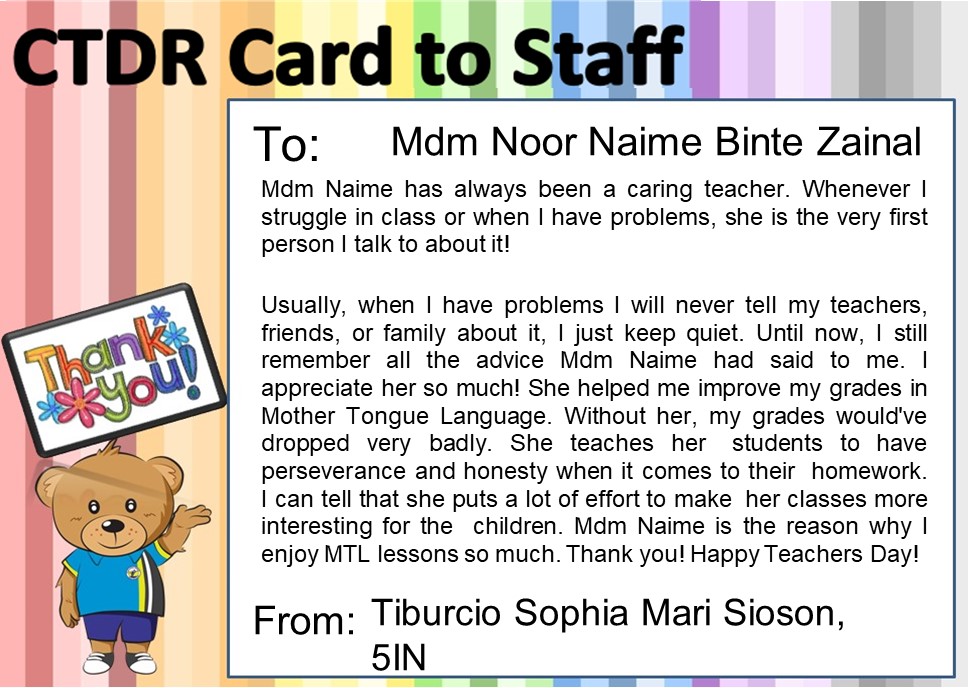 CTDR Card to Staff
To: Mdm Noor Naime Binte Zainal
Mdm Naime has always been a caring teacher. Whenever I
struggle in class or when I have problems, she is the very first
person I talk to about it!
Usually, when I have problems I will never tell my teachers,
friends, or family about it, I just keep quiet. Until now, I still
remember all the advice Mdm Naime had said to me. I
appreciate her so much! She helped me improve my grades in
Mother Tongue Language. Without her, my grades would've
dropped very badly. She teaches her students to have
perseverance and honesty when it comes to their homework.
I can tell that she puts a lot of effort to make her classes more
interesting for the children. Mdm Naime is the reason why I
enjoy MTL lessons so much. Thank you! Happy Teachers Day!
Thank
you!
From: Tiburcio Sophia Mari Sioson,
5IN